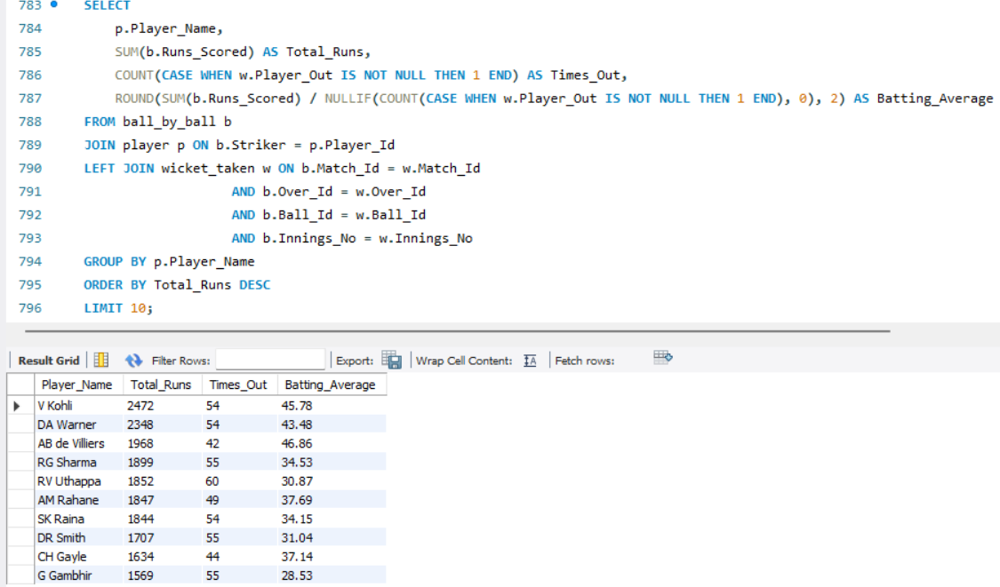 783 SELECT
784 p.Player_Name,
785 SUM(b.Runs_Scored) AS Total_Runs,
786 COUNT(CASE WHEN w.Player_Out IS NOT NULL THEN 1 END) AS Times_Out,
787 ROUND(SUM(b.Runs_Scored) / NULLIF(COUNT(CASE WHEN w.Player_Out IS NOT NULL THEN 1 END), 0), 2) AS Batting_Average
788 FROM ball_by_ball b
789 JOIN player p ON b.Striker = p.Player_Id
790 LEFT JOIN wicket_taken w ON b.Match_Id = w.Match_Id
791 AND b.Over_Id = w.Over_Id
792 AND b.Ball_Id = w.Ball_Id
793 AND b.Innings_No = w.Innings_No
794 GROUP BY p.Player_Name
795 ORDER BY Total_Runs DESC
796 LIMIT 10;
Result Grid Filter Rows: Export: Wrap Cell Content: IA Fetch rows:
Player_Name Total_Runs Times_Out Batting_Average
V Kohli 2472 54 45.78
DA Warner 2348 54 43.48
AB de Villiers 1968 42 46.86
RG Sharma 1899 55 34.53
RV Uthappa 1852 60 30.87
AM Rahane 1847 49 37.69
SK Raina 1844 54 34.15
DR Smith 1707 55 31.04
CH Gayle 1634 44 37.14
G Gambhir 1569 55 28.53